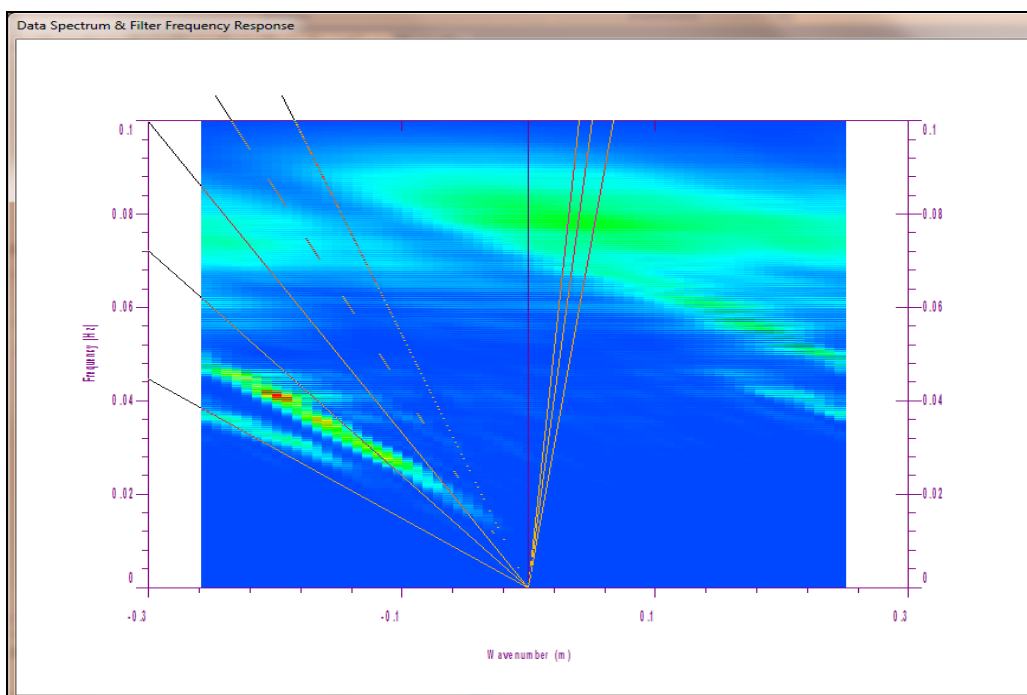 Data Spectrum & Filter Frequency Response
0.1 0.1
0.08 0.08
0.06 0.06
Frequency |Hz|
0.04 0.04
0.02 0.02
0 0
-0.3 -0.1 0.1 0.3
Wavenumber (m)